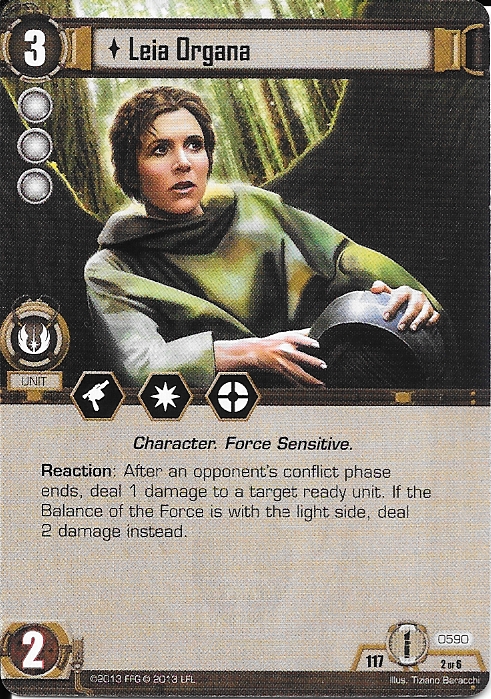 3
Leia Organa
UNIT
Character. Force Sensitive.
Reaction: After an opponent's conflict phase
ends, deal 1 damage to a target ready unit. If the
Balance of the Force is with the light side, deal
2 damage instead.
2
0590
117
2 OF 6
©2013 FFG © 2013 LFL
Illus. Tiziano Baracchi